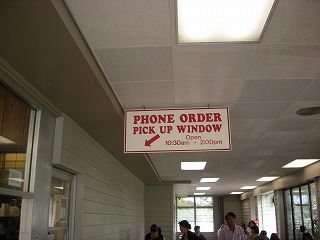 PHONE ORDER
PICK UP WINDOW
Open
10:30am - 2:00pm